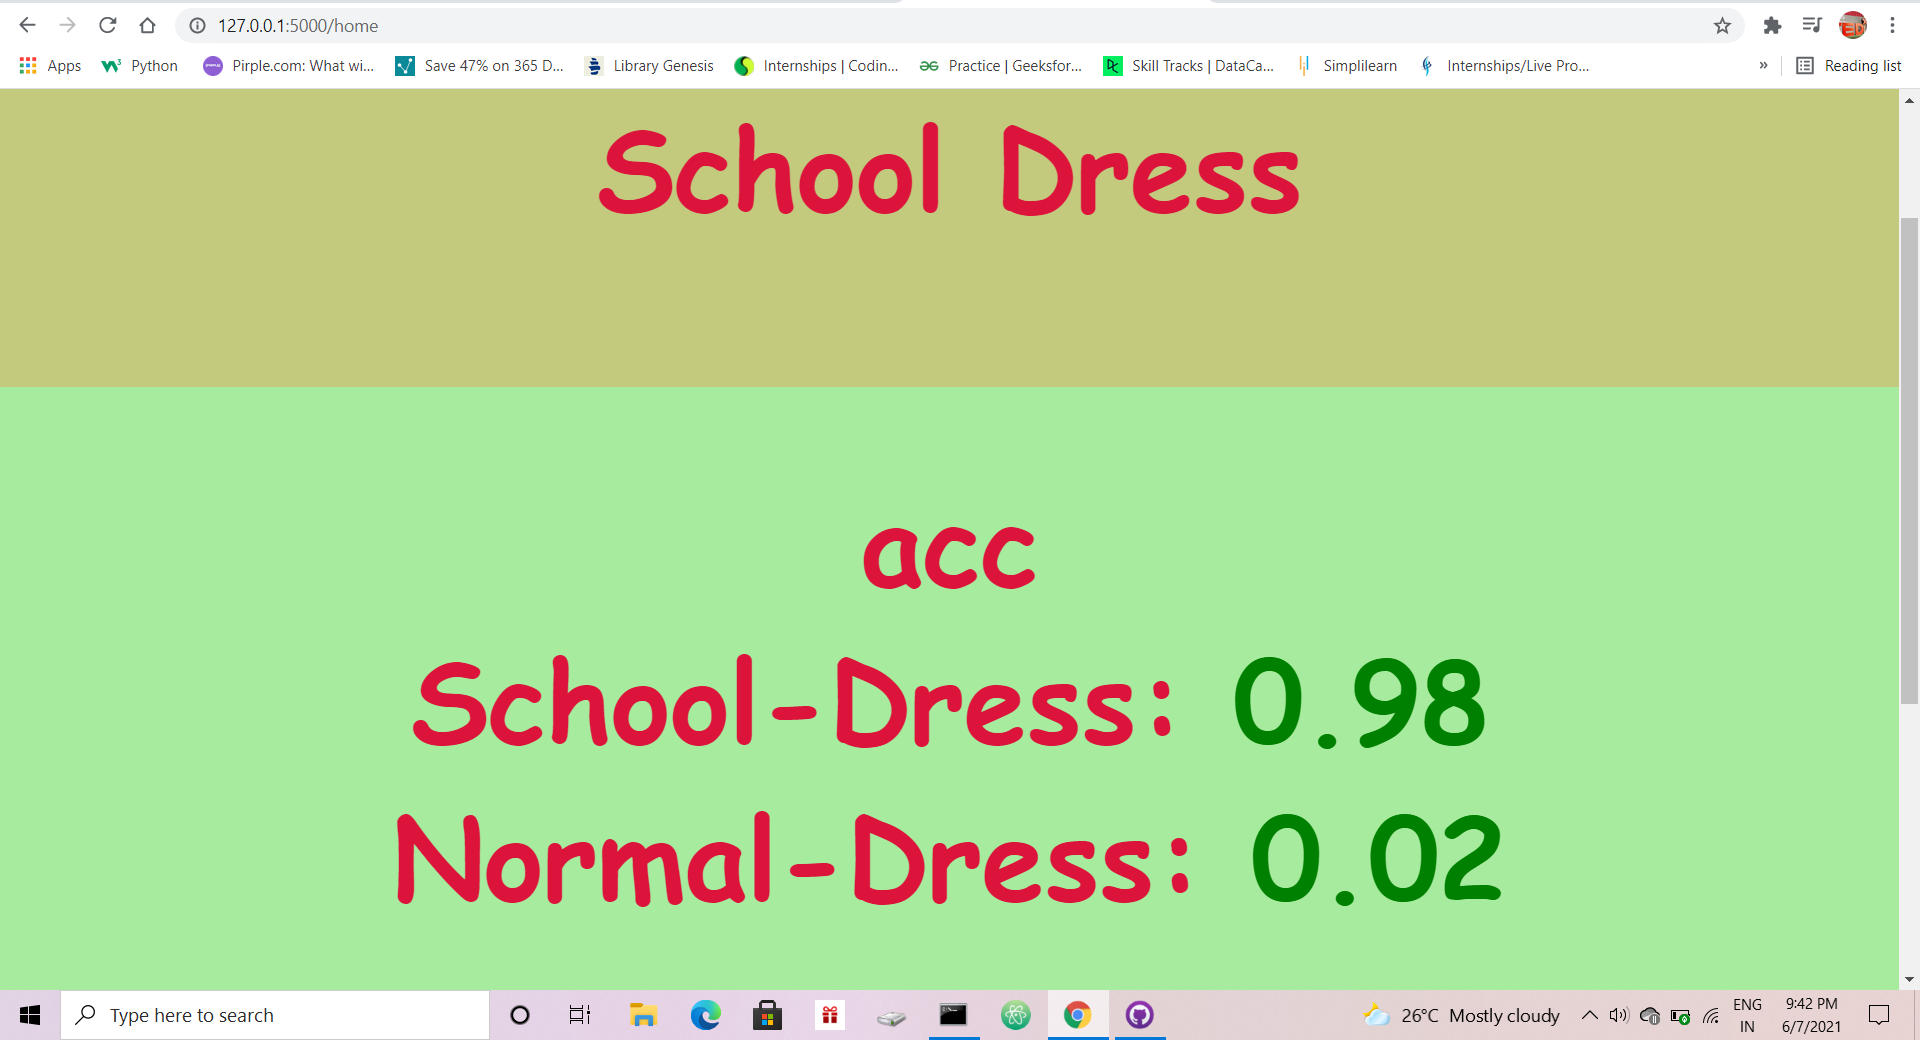 127.0.0.1:5000/home
Apps Python Pirple.com: What wi... Save 47% on 365 D... Library Genesis Internships | Codin... Practice | Geeksfor... Skill Tracks | DataCa... Simplilearn Internships/Live Pro... » Reading list
School Dress
acc
School-Dress: 0.98
Normal-Dress: 0.02
Type here to search
26°C Mostly cloudy
ENG
IN
9:42 PM
6/7/2021